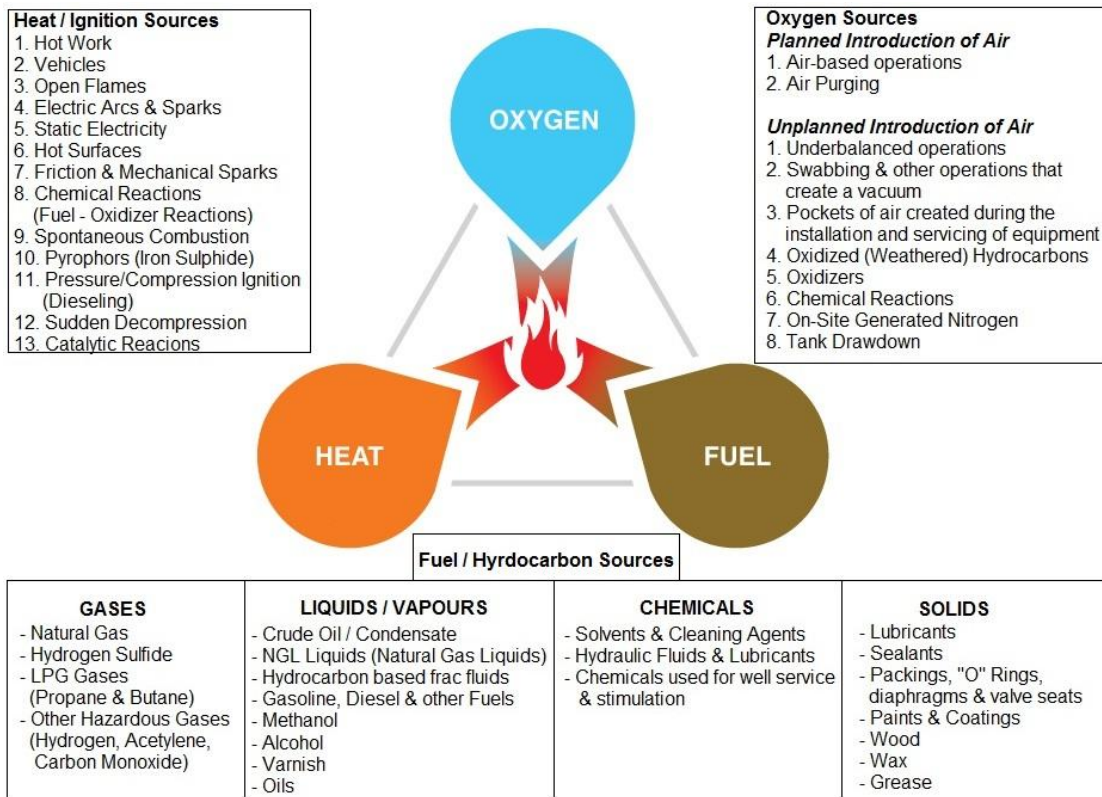 Heat / Ignition Sources
1. Hot Work
2. Vehicles
3. Open Flames
4. Electric Arcs & Sparks
5. Static Electricity
6. Hot Surfaces
7. Friction & Mechanical Sparks
8. Chemical Reactions
(Fuel - Oxidizer Reactions)
9. Spontaneous Combustion
10. Pyrophors (Iron Sulphide)
11. Pressure/Compression Ignition
(Dieseling)
12. Sudden Decompression
13. Catalytic Reacions
OXYGEN
Oxygen Sources
Planned Introduction of Air
1. Air-based operations
2. Air Purging
Unplanned Introduction of Air
1. Underbalanced operations
2. Swabbing & other operations that
create a vacuum
3. Pockets of air created during the
installation and servicing of equipment
4. Oxidized (Weathered) Hydrocarbons
5. Oxidizers
6. Chemical Reactions
7. On-Site Generated Nitrogen
8. Tank Drawdown
HEAT
FUEL
Fuel / Hyrdocarbon Sources
GASES
- Natural Gas
- Hydrogen Sulfide
- LPG Gases
(Propane & Butane)
- Other Hazardous Gases
(Hydrogen, Acetylene,
Carbon Monoxide)
LIQUIDS / VAPOURS
- Crude Oil / Condensate
- NGL Liquids (Natural Gas Liquids)
- Hydrocarbon based frac fluids
- Gasoline, Diesel & other Fuels
- Methanol
- Alcohol
- Varnish
- Oils
CHEMICALS
- Solvents & Cleaning Agents
- Hydraulic Fluids & Lubricants
- Chemicals used for well service
& stimulation
SOLIDS
- Lubricants
- Sealants
- Packings, "O" Rings,
diaphragms & valve seats
- Paints & Coatings
- Wood
- Wax
- Grease